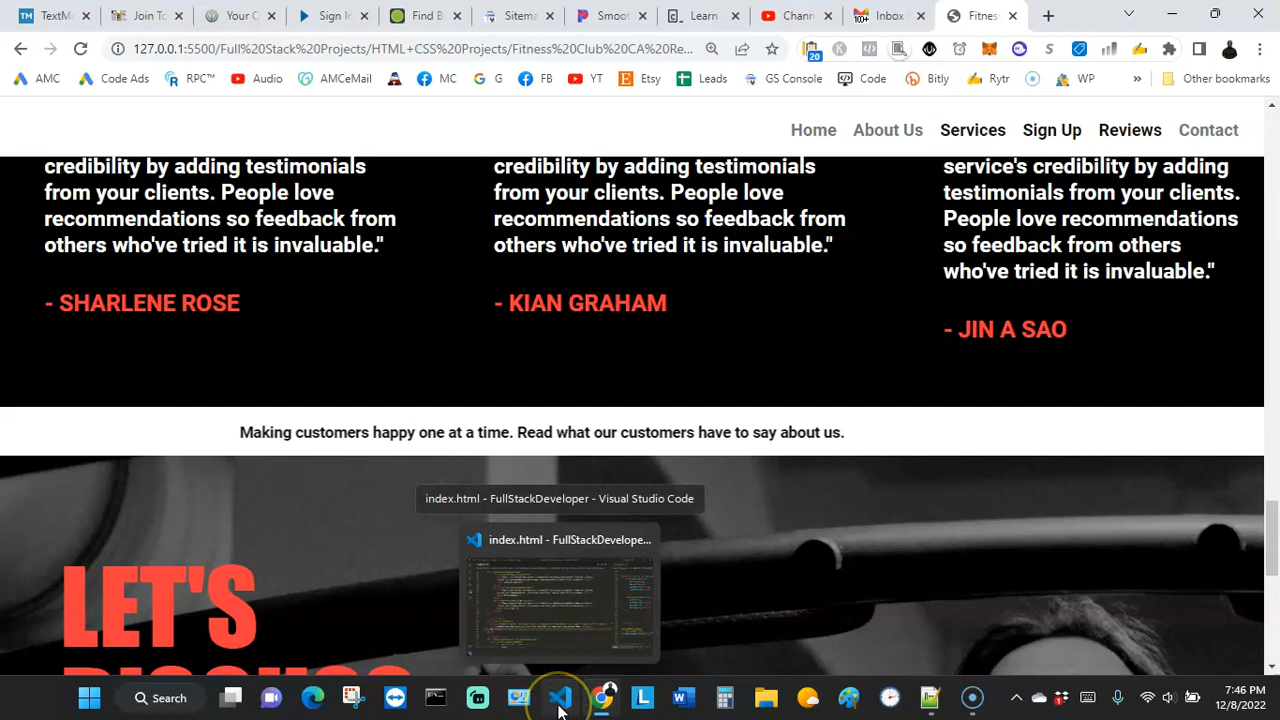 TextM
Join To
Your C
Sign In
Find B
Sitema
Smoot
Learn
Chann
100+ Inbox
Fitnes
127.0.0.1:5500/Full%20Stack%20Projects/HTML+CSS%20Projects/Fitness%20Club%20CA%20Re...
20
AMC
Code Ads
RPC™
Audio
AMCeMail
MC
G
FB
YT
Etsy
Leads
GS Console
Code
Bitly
Rytr
WP
»
Other bookmarks
Home About Us Services Sign Up Reviews Contact
credibility by adding testimonials
from your clients. People love
recommendations so feedback from
others who've tried it is invaluable."
- SHARLENE ROSE
credibility by adding testimonials
from your clients. People love
recommendations so feedback from
others who've tried it is invaluable."
- KIAN GRAHAM
service's credibility by adding
testimonials from your clients.
People love recommendations
so feedback from others
who've tried it is invaluable."
- JIN A SAO
Making customers happy one at a time. Read what our customers have to say about us.
index.html - FullStackDeveloper - Visual Studio Code
index.html - FullStackDevelope...
LET'S
Search
7:46 PM
12/8/2022